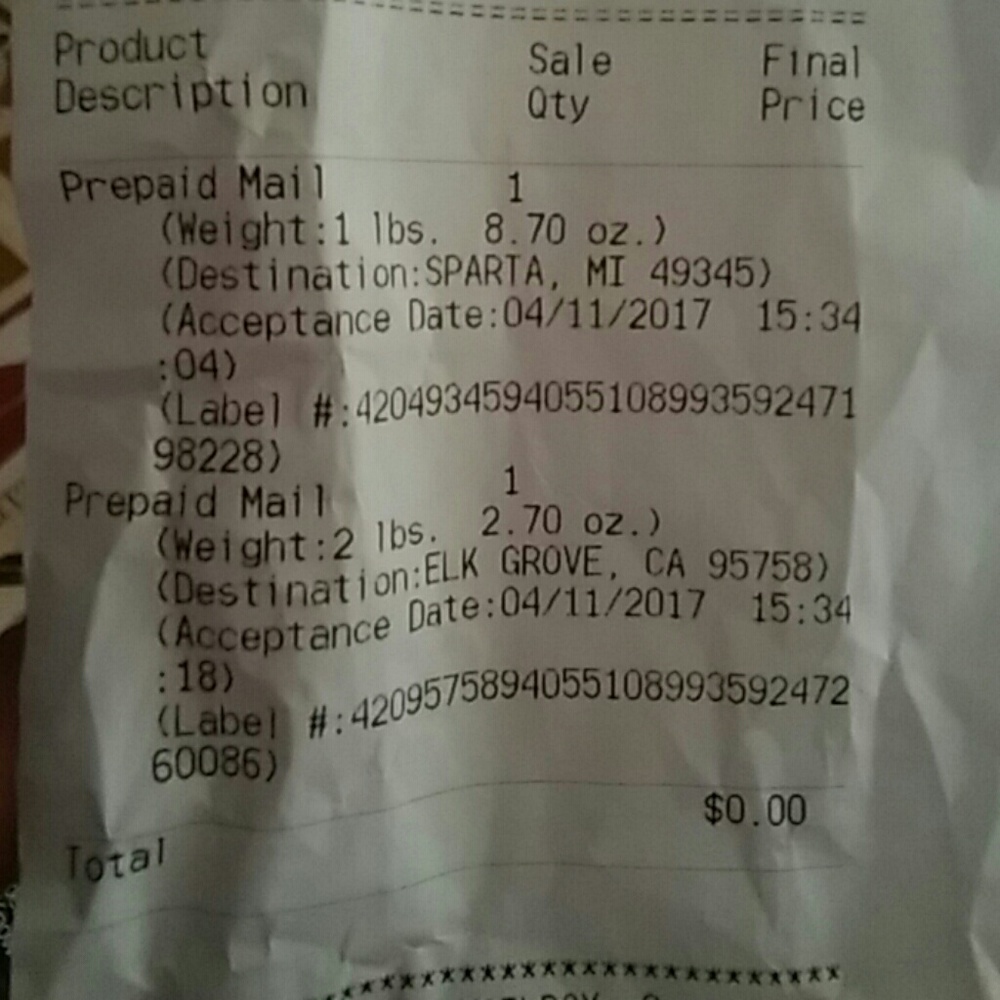 Product Sale Final
Description Qty Price
Prepaid Mail 1
(Weight:1 lbs. 8.70 oz.)
(Destination:SPARTA, MI 49345)
(Acceptance Date:04/11/2017 15:34
:04)
(Label #:4204934594055108993592471
98228)
Prepaid Mail 1
(Weight:2 lbs. 2.70 oz.)
(Destination:ELK GROVE, CA 95758)
(Acceptance Date:04/11/2017 15:34
:18)
(Label #:4209575894055108993592472
60086)
Total $0.00